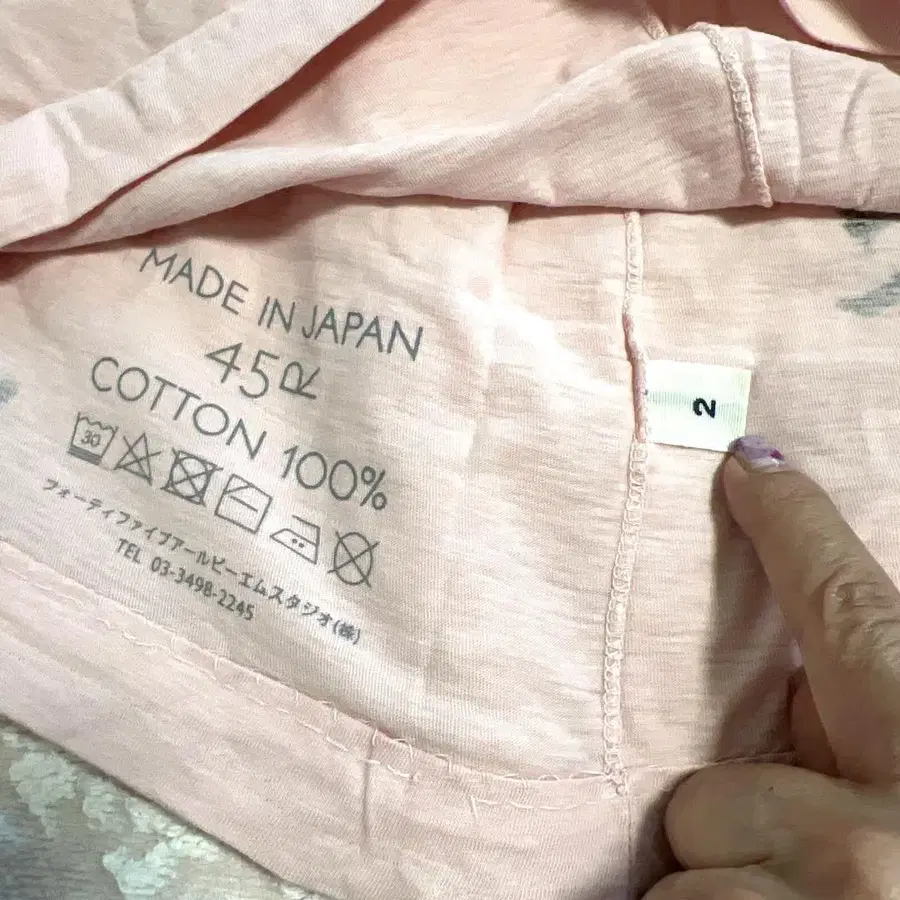 MADE IN JAPAN
45R
COTTON 100%
30
フォーティファイブアールピーエムスタジオ(株)
TEL 03-3498-2245
2